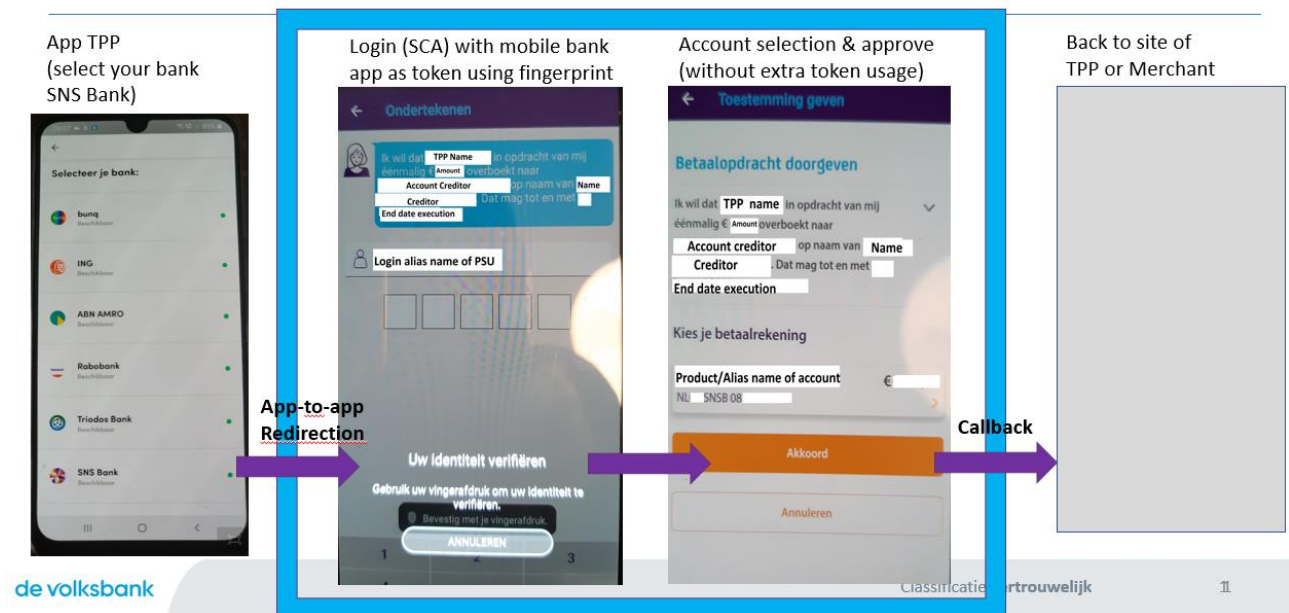 App TPP
(select your bank
SNS Bank)
Selecteer je bank:
bunq
Beschikbaar
ING
Beschikbaar
ABN AMRO
Beschikbaar
Rabobank
Beschikbaar
Triodos Bank
Beschikbaar
SNS Bank
Beschikbaar
App-to-app
Redirection
Login (SCA) with mobile bank
app as token using fingerprint
Ondertekenen
Ik wil dat TPP Name in opdracht van mij
éénmalig € Amount overboekt naar
Account Creditor op naam van Name
Creditor . Dat mag tot en met
End date execution
Login alias name of PSU
Uw identiteit verifiëren
Gebruik uw vingerafdruk om uw identiteit te
verifiëren.
Bevestig met je vingerafdruk.
ANNULEREN
1 2 3
Account selection & approve
(without extra token usage)
Toestemming geven
Betaalopdracht doorgeven
Ik wil dat TPP name in opdracht van mij
éénmalig € Amount overboekt naar
Account creditor op naam van Name
Creditor . Dat mag tot en met
End date execution
Kies je betaalrekening
Product/Alias name of account €
NL SNSB 08
Akkoord
Annuleren
Callback
Back to site of
TPP or Merchant
de volksbank
Classificatie ertrouwelijk
11